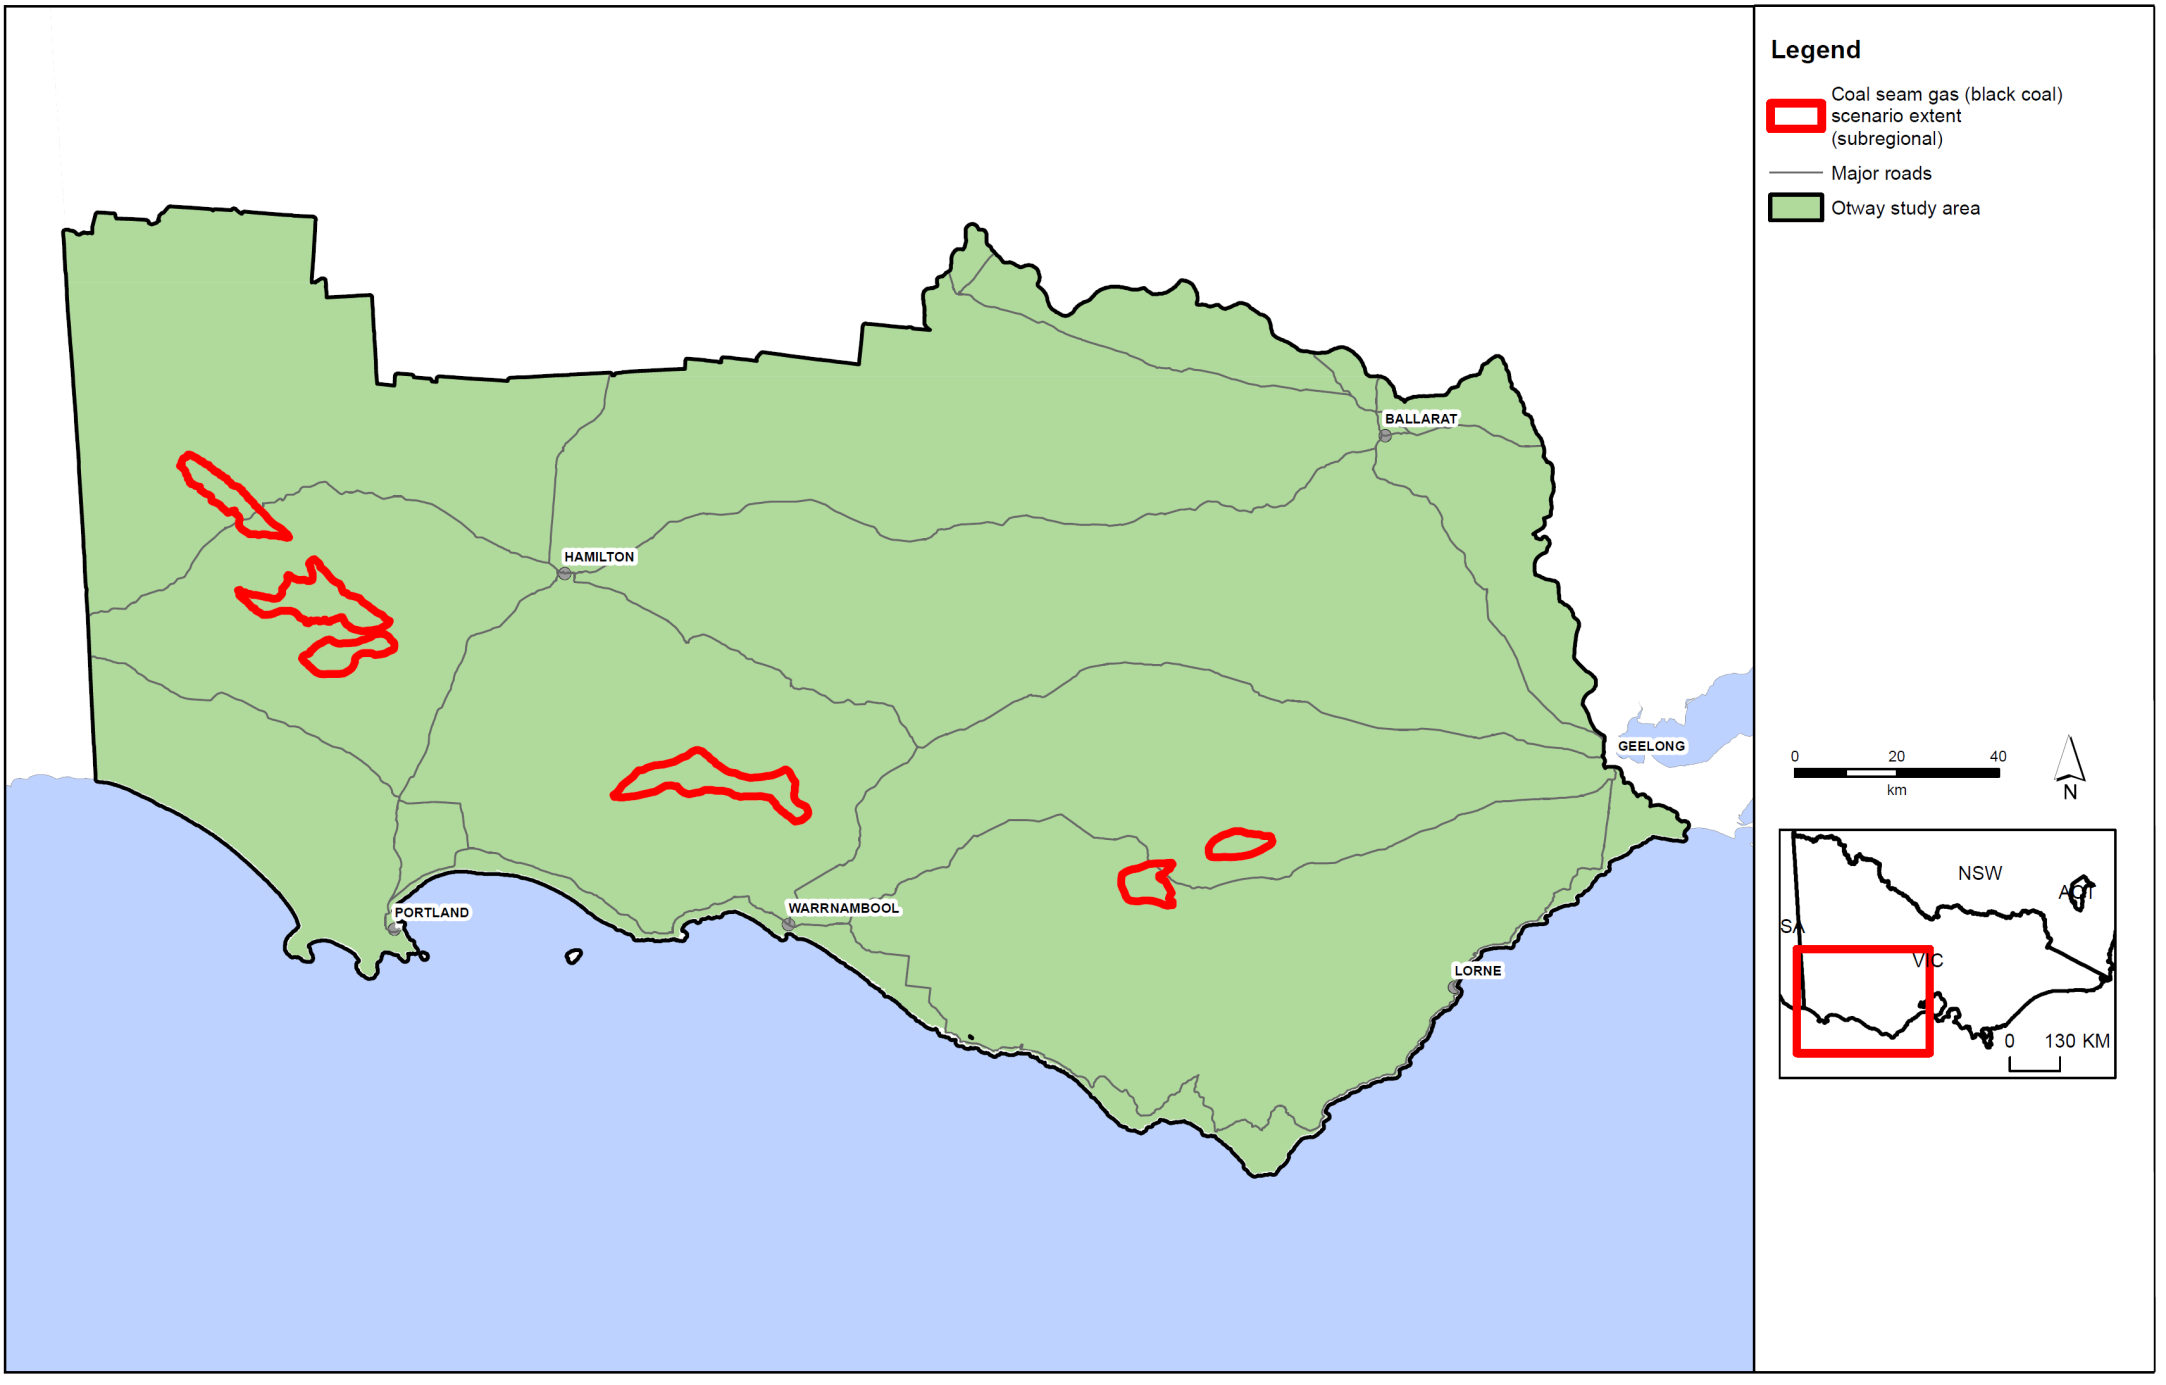 Legend
Coal seam gas (black coal)
scenario extent
(subregional)
Major roads
Otway study area
BALLARAT
HAMILTON
GEELONG
PORTLAND
WARRNAMBOOL
LORNE
0 20 40
km
N
NSW
ACT
SA
VIC
0 130 KM